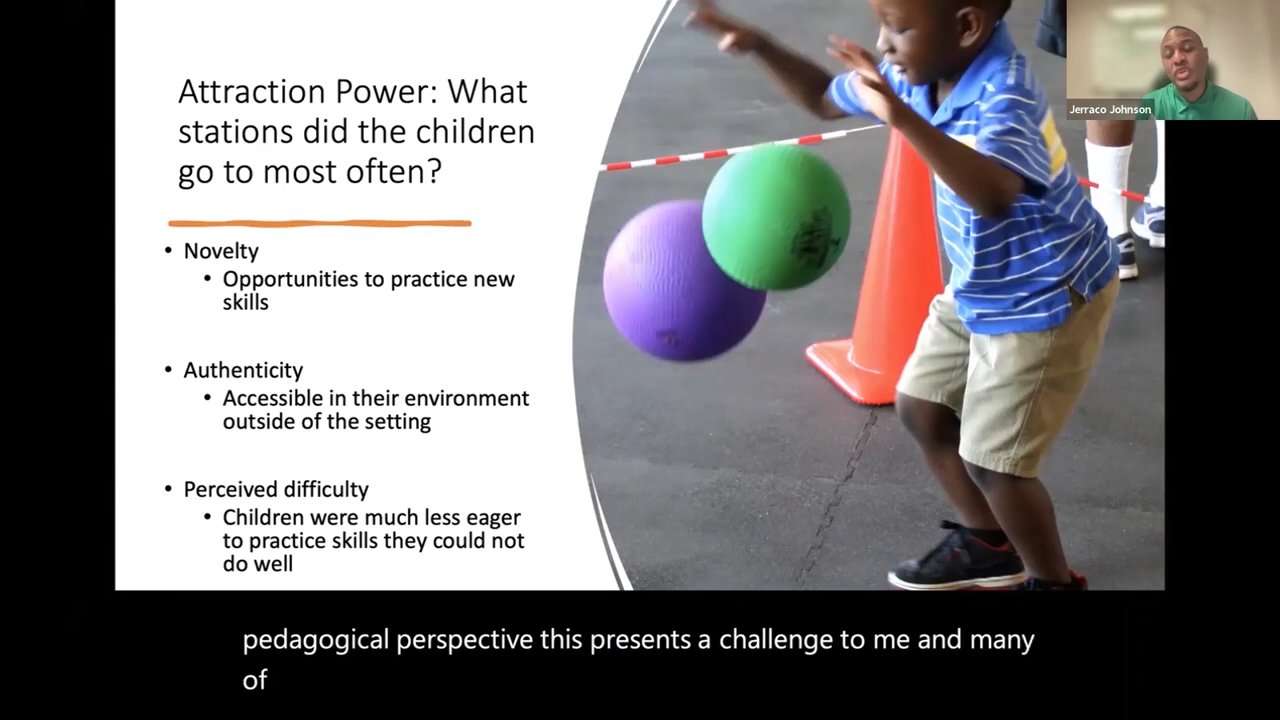 Attraction Power: What
stations did the children
go to most often?
• Novelty
• Opportunities to practice new
skills
• Authenticity
• Accessible in their environment
outside of the setting
• Perceived difficulty
• Children were much less eager
to practice skills they could not
do well
Jerraco Johnson
pedagogical perspective this presents a challenge to me and many
of